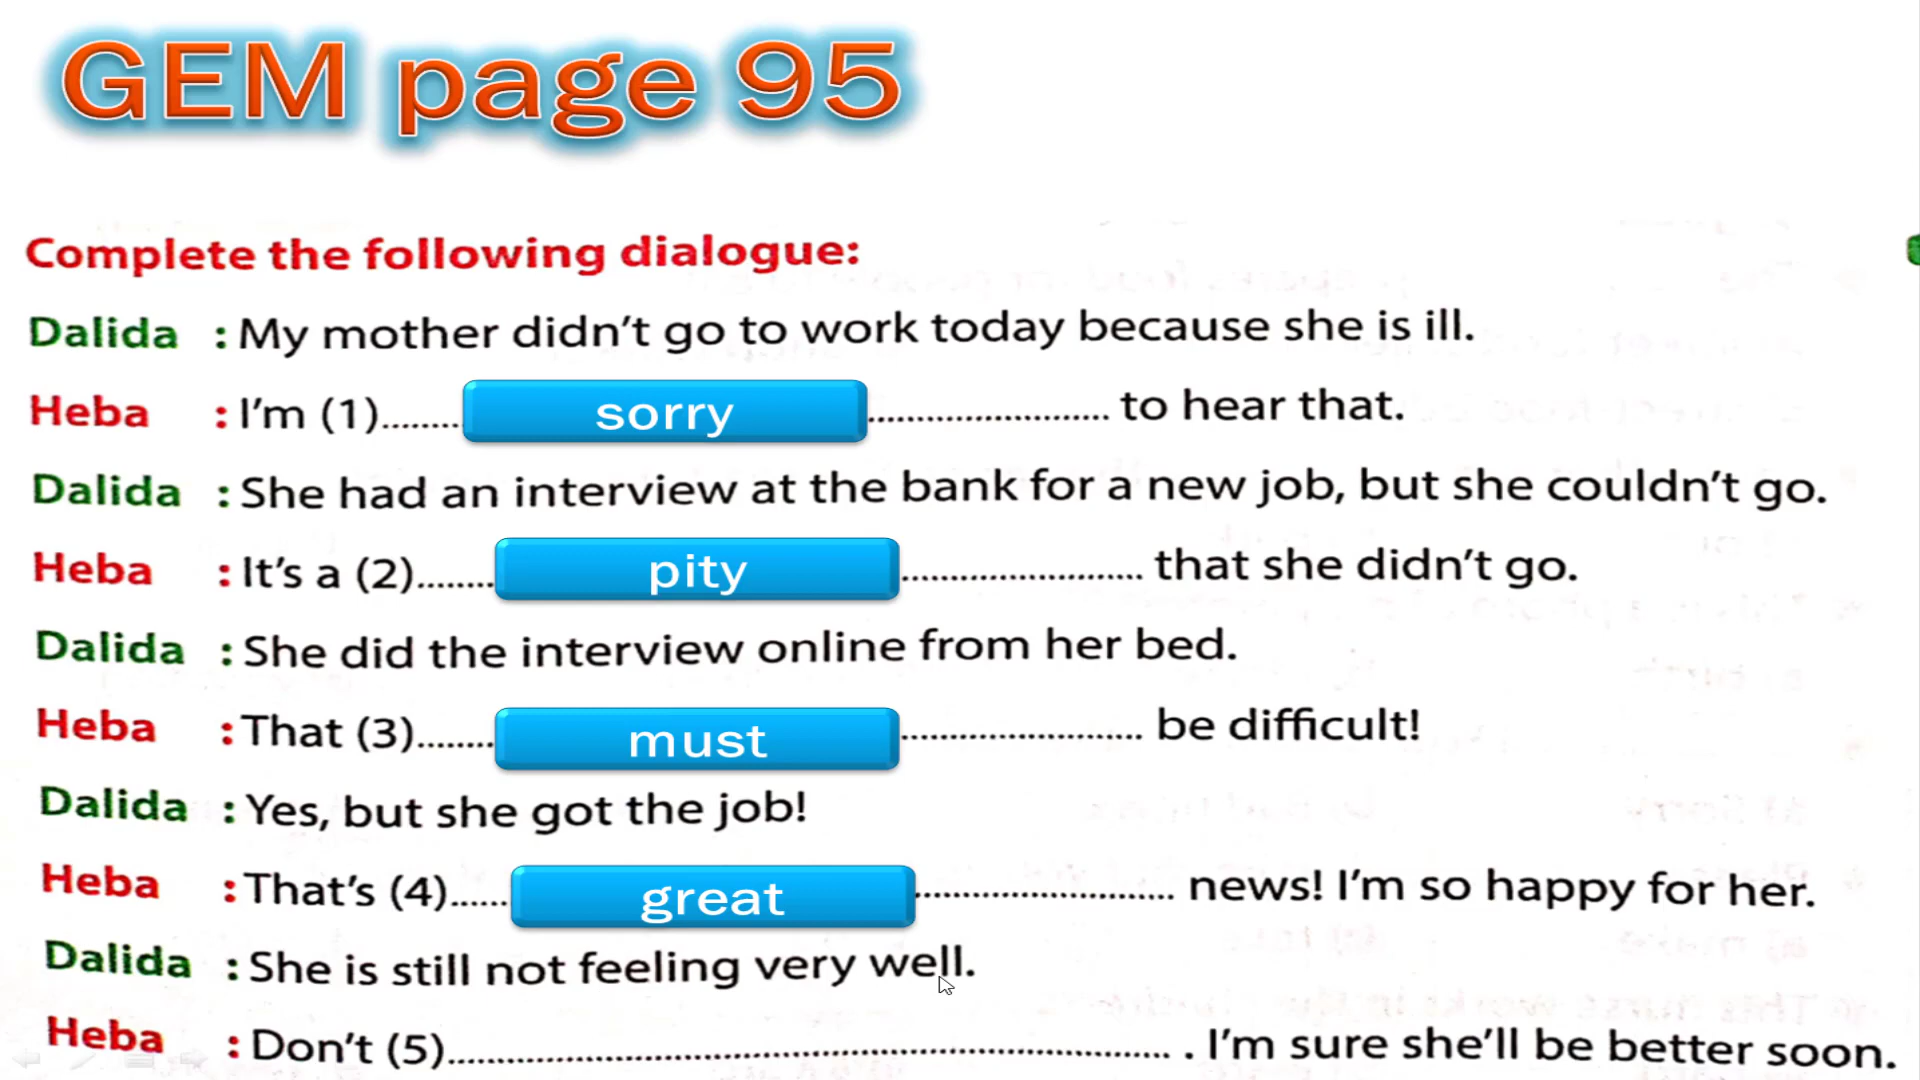 GEM page 95
Complete the following dialogue:
Dalida : My mother didn't go to work today because she is ill.
Heba : I'm (1)........ sorry ........................ to hear that.
Dalida : She had an interview at the bank for a new job, but she couldn't go.
Heba : It's a (2)........ pity ........................ that she didn't go.
Dalida : She did the interview online from her bed.
Heba : That (3)........ must ........................ be difficult!
Dalida : Yes, but she got the job!
Heba : That's (4)...... great .......................... news! I'm so happy for her.
Dalida : She is still not feeling very well.
Heba : Don't (5)........................................................................ . I'm sure she'll be better soon.